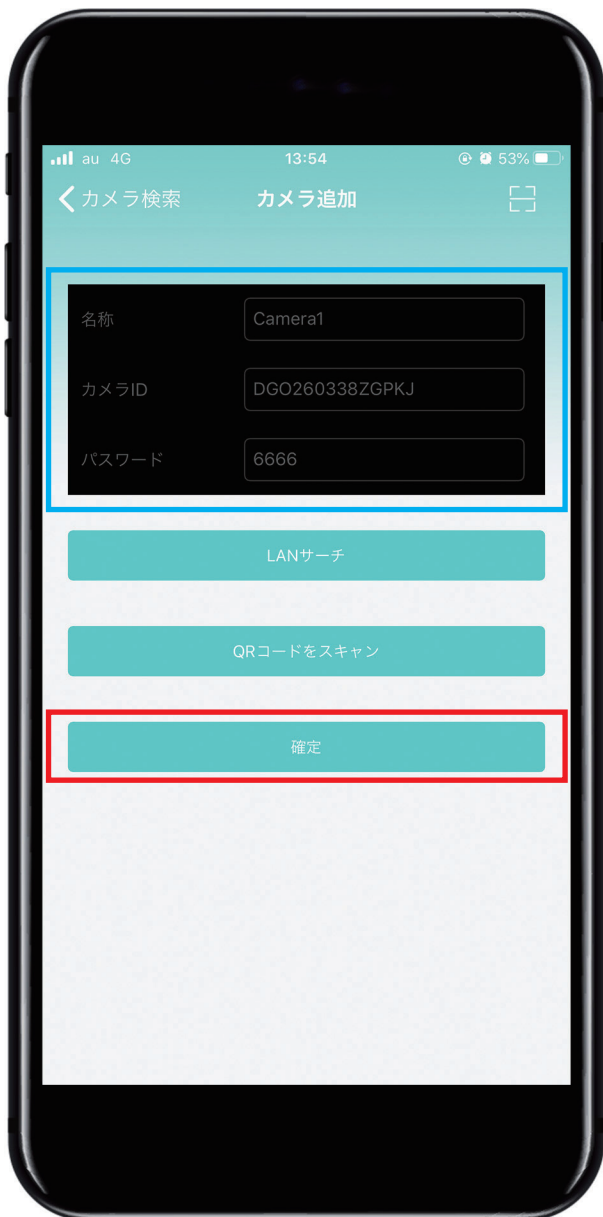 au 4G 13:54 53%
カメラ検索 カメラ追加
名称 Camera1
カメラID DGO260338ZGPKJ
パスワード 6666
LANサーチ
QRコードをスキャン
確定